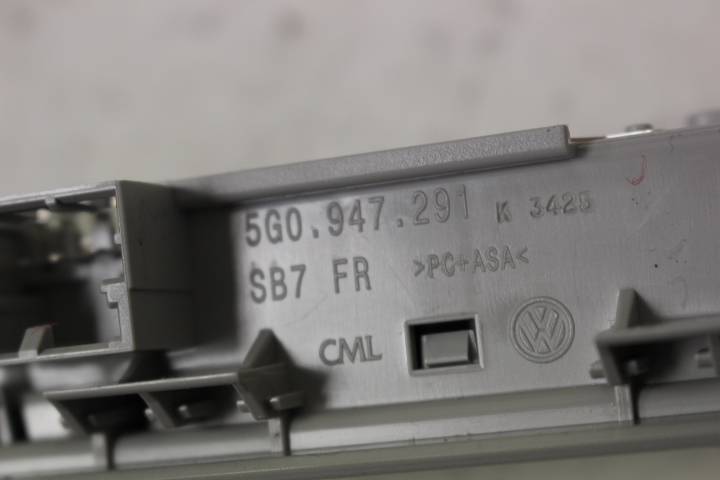 5G0.947.291 K 3425
SB7 FR >PC+ASA<
CML